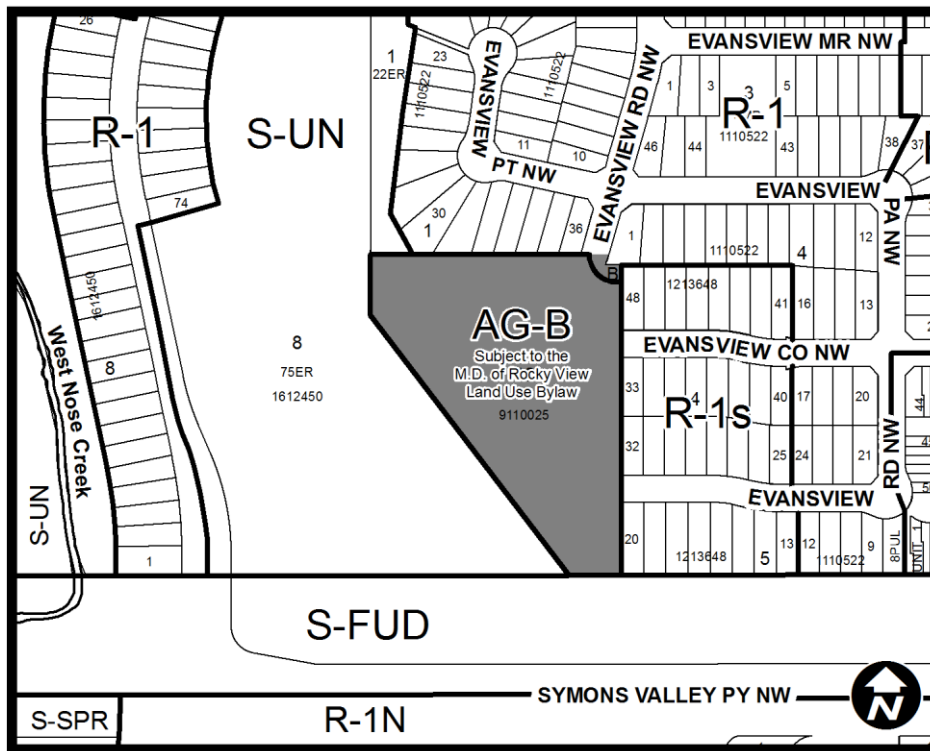 26
1
22ER
23
1110522
EVANSVIEW
PT NW
1110522
11
10
EVANSVIEW RD NW
EVANSVIEW MR NW
1
3
3
5
R-1
1110522
46
44
43
38
37
R-1
S-UN
74
30
1
36
EVANSVIEW
PA NW
1
1110522
4
12
B
48
1213648
41
16
13
AG-B
Subject to the
M.D. of Rocky View
Land Use Bylaw
9110025
EVANSVIEW CO NW
1612450
8
West Nose Creek
8
75ER
1612450
33
4
40
17
20
R-1s
32
25
24
21
RD NW
44
EVANSVIEW
S-UN
1
20
1213648
5
13
12
1110522
9
8PUL
UNIT 1
S-FUD
SYMONS VALLEY PY NW
N
S-SPR
R-1N